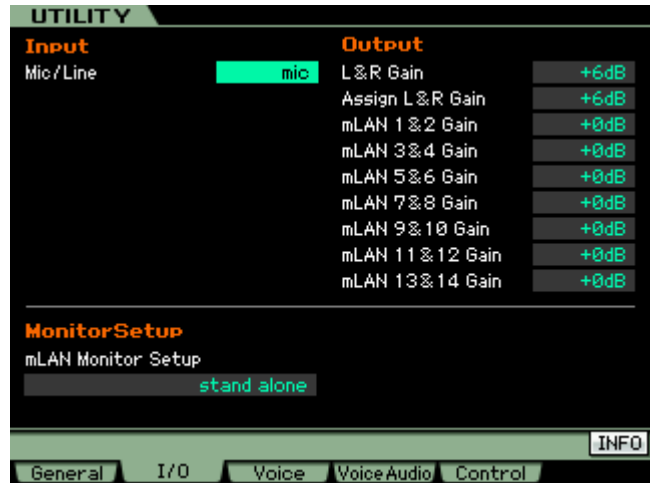 UTILITY
Input
Mic/Line mic
Output
L&R Gain +6dB
Assign L&R Gain +6dB
mLAN 1&2 Gain +0dB
mLAN 3&4 Gain +0dB
mLAN 5&6 Gain +0dB
mLAN 7&8 Gain +0dB
mLAN 9&10 Gain +0dB
mLAN 11&12 Gain +0dB
mLAN 13&14 Gain +0dB
MonitorSetup
mLAN Monitor Setup
stand alone
INFO
General I/O Voice Voice Audio Control